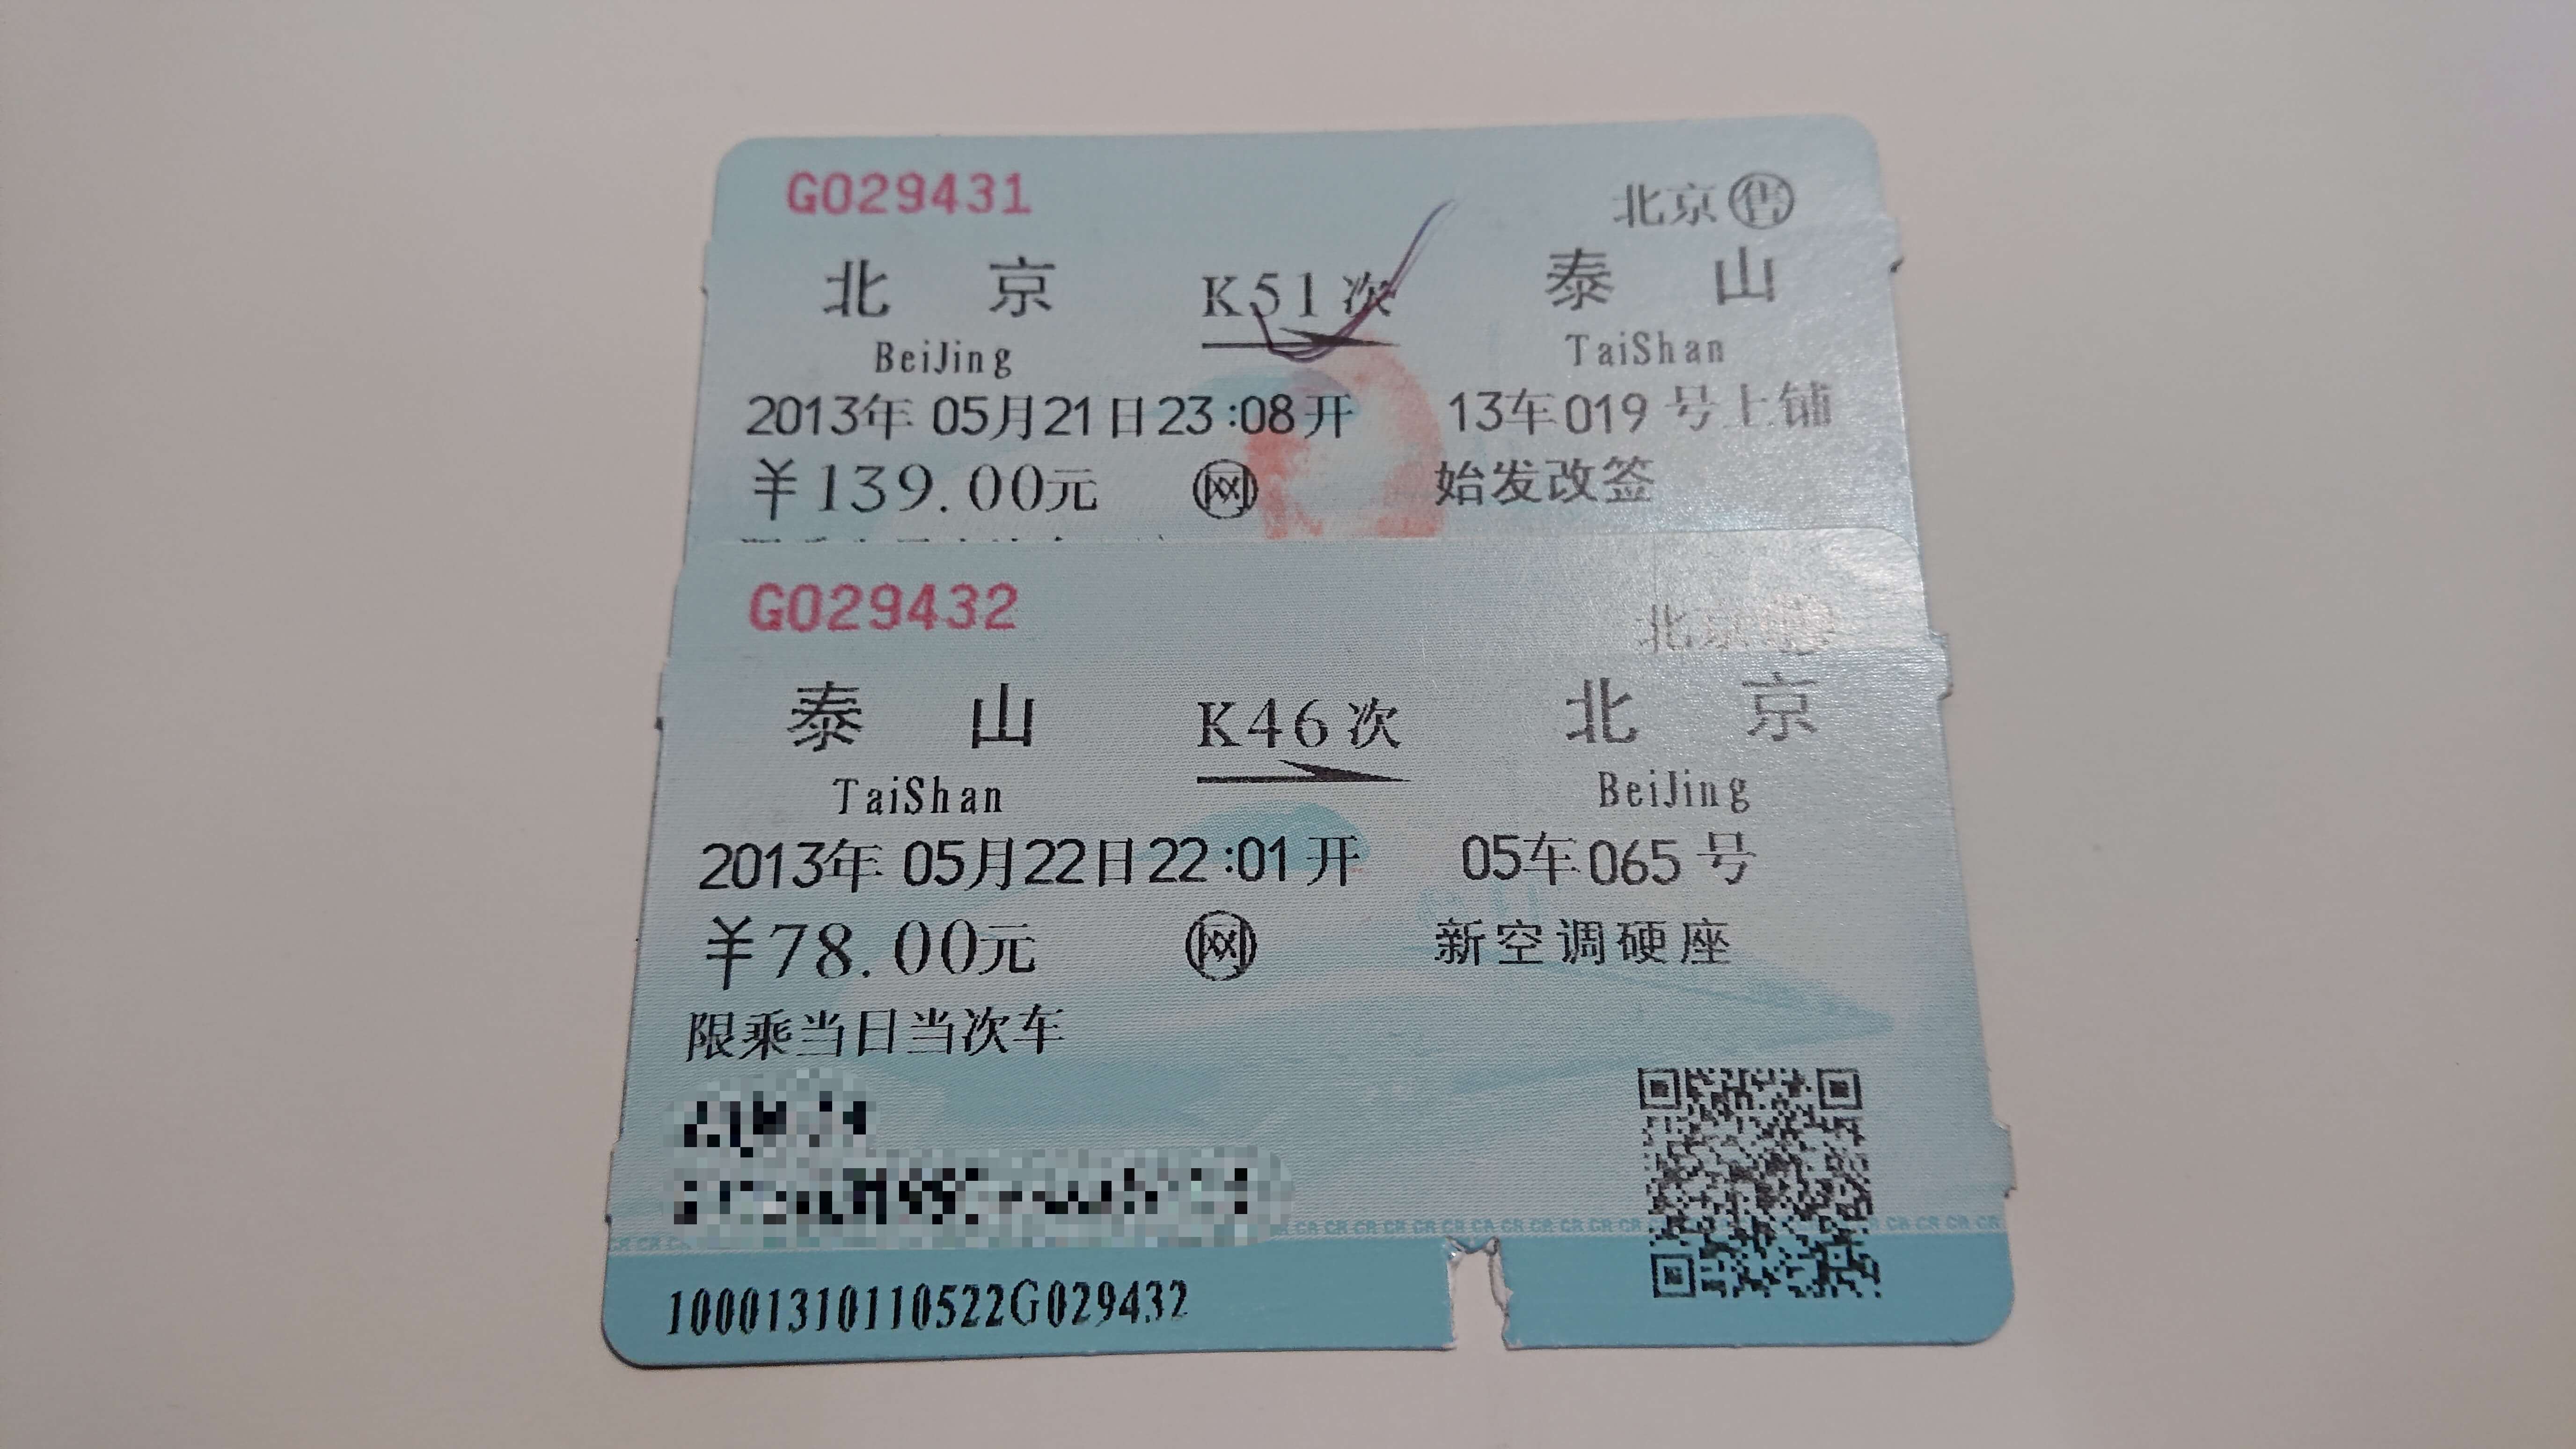 G029431
北京㊕售
北京 K51次 泰山
BeiJing TaiShan
2013年05月21日23:08开 13车019号上铺
¥139.00元 网 始发改签
G029432
北京
泰山 K46次 北京
TaiShan BeiJing
2013年05月22日22:01开 05车065号
¥78.00元 网 新空调硬座
限乘当日当次车
10001310110522G029432